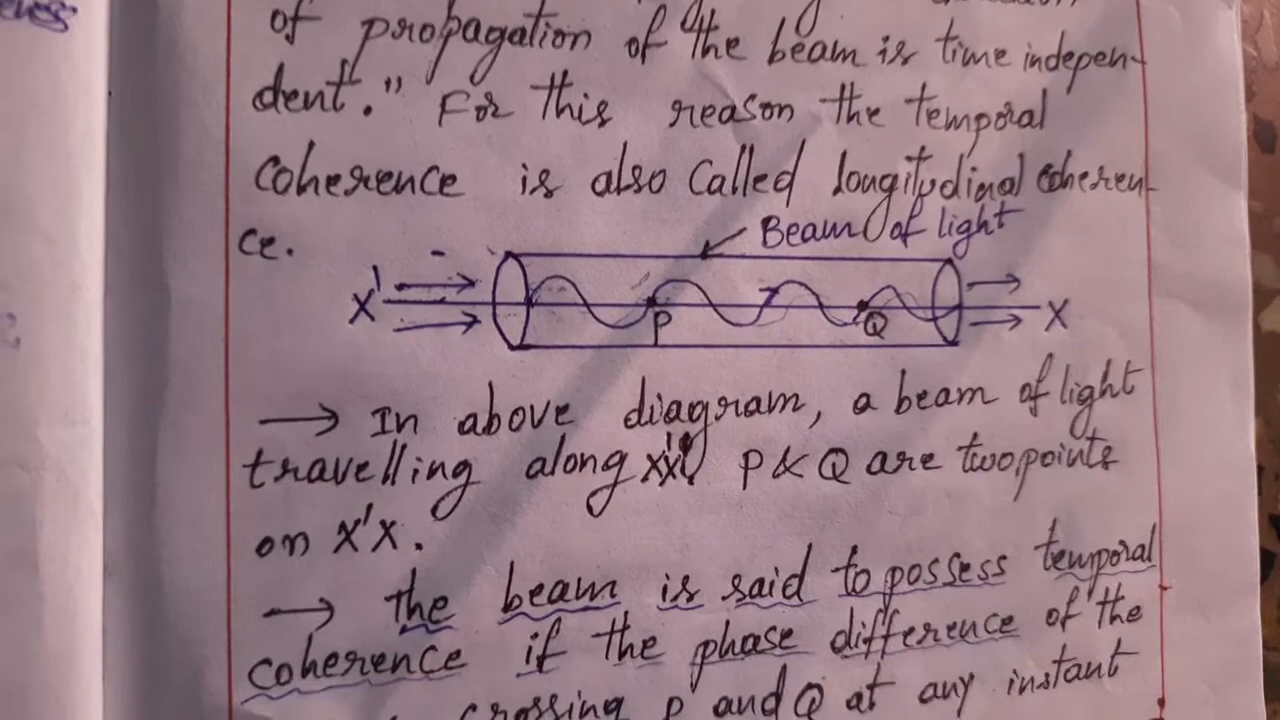 of propagation of the beam is time indepen-
dent." For this reason the temporal
coherence is also called longitudinal coheren-
ce.
Beam of light
X'
P
Q
X
→ In above diagram, a beam of light
travelling along P & Q are two points
on X'X.
→ the beam is said to possess temporal
coherence if the phase difference of the
crossing P and Q at any instant